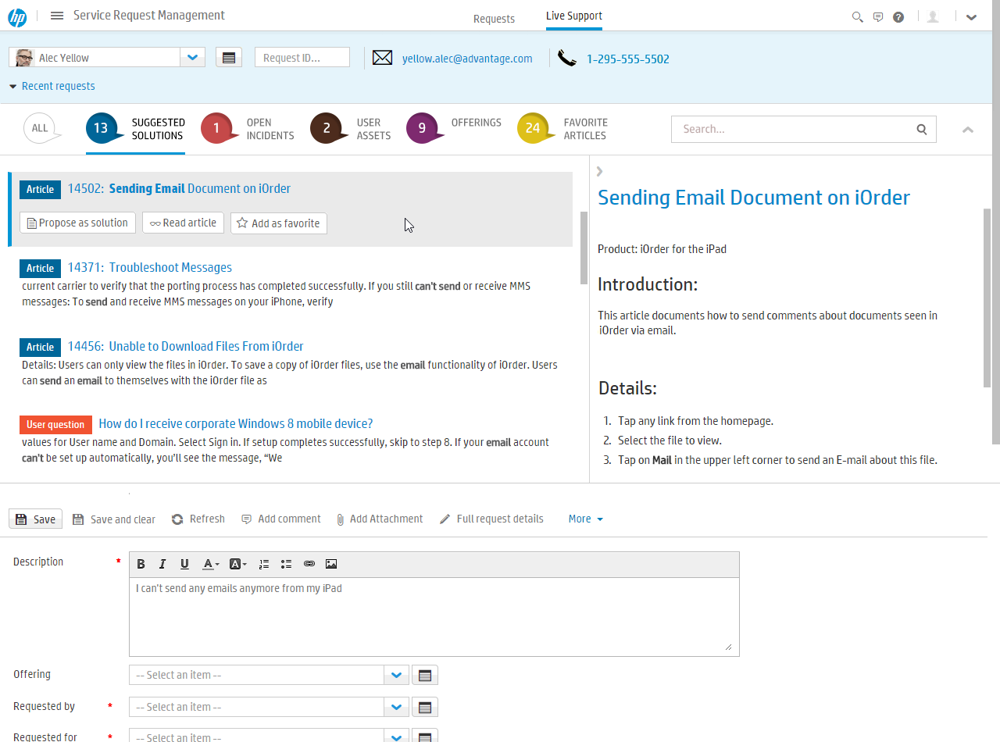 hp Service Request Management Requests Live Support
Alec Yellow Request ID... yellow.alec@advantage.com 1-295-555-5502
Recent requests
ALL
13 SUGGESTED SOLUTIONS
1 OPEN INCIDENTS
2 USER ASSETS
9 OFFERINGS
24 FAVORITE ARTICLES
Search...
Article 14502: Sending Email Document on iOrder
Propose as solution Read article Add as favorite
Article 14371: Troubleshoot Messages
current carrier to verify that the porting process has completed successfully. If you still can't send or receive MMS
messages: To send and receive MMS messages on your iPhone, verify
Article 14456: Unable to Download Files From iOrder
Details: Users can only view the files in iOrder. To save a copy of iOrder files, use the email functionality of iOrder. Users
can send an email to themselves with the iOrder file as
User question How do I receive corporate Windows 8 mobile device?
values for User name and Domain. Select Sign in. If setup completes successfully, skip to step 8. If your email account
can't be set up automatically, you'll see the message, “We
Sending Email Document on iOrder
Product: iOrder for the iPad
Introduction:
This article documents how to send comments about documents seen in
iOrder via email.
Details:
1. Tap any link from the homepage.
2. Select the file to view.
3. Tap on Mail in the upper left corner to send an E-mail about this file.
Save Save and clear Refresh Add comment Add Attachment Full request details More
Description *
B I U A A
I can't send any emails anymore from my iPad
Offering -- Select an item --
Requested by * -- Select an item --
Requested for * -- Select an item --